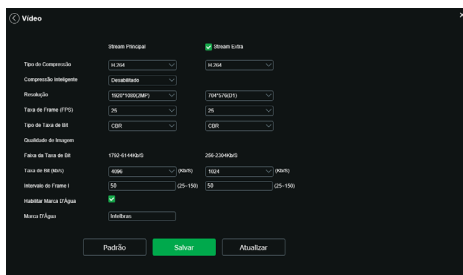 Vídeo
Stream Principal Stream Extra
Tipo de Compressão H.264 H.264
Compressão Inteligente Desabilitado
Resolução 1920*1080(2MP) 704*576(D1)
Taxa de Frame (FPS) 25 25
Tipo de Taxa de Bit CBR CBR
Qualidade de Imagem
Faixa da Taxa de Bit 1792-6144Kb/S 256-2304Kb/S
Taxa de Bit (kb/s) 4096 (Kb/S) 1024 (Kb/S)
Intervalo de Frame I 50 (25~150) 50 (25~150)
Habilitar Marca D'Água
Marca D'Água Intelbras
Padrão Salvar Atualizar